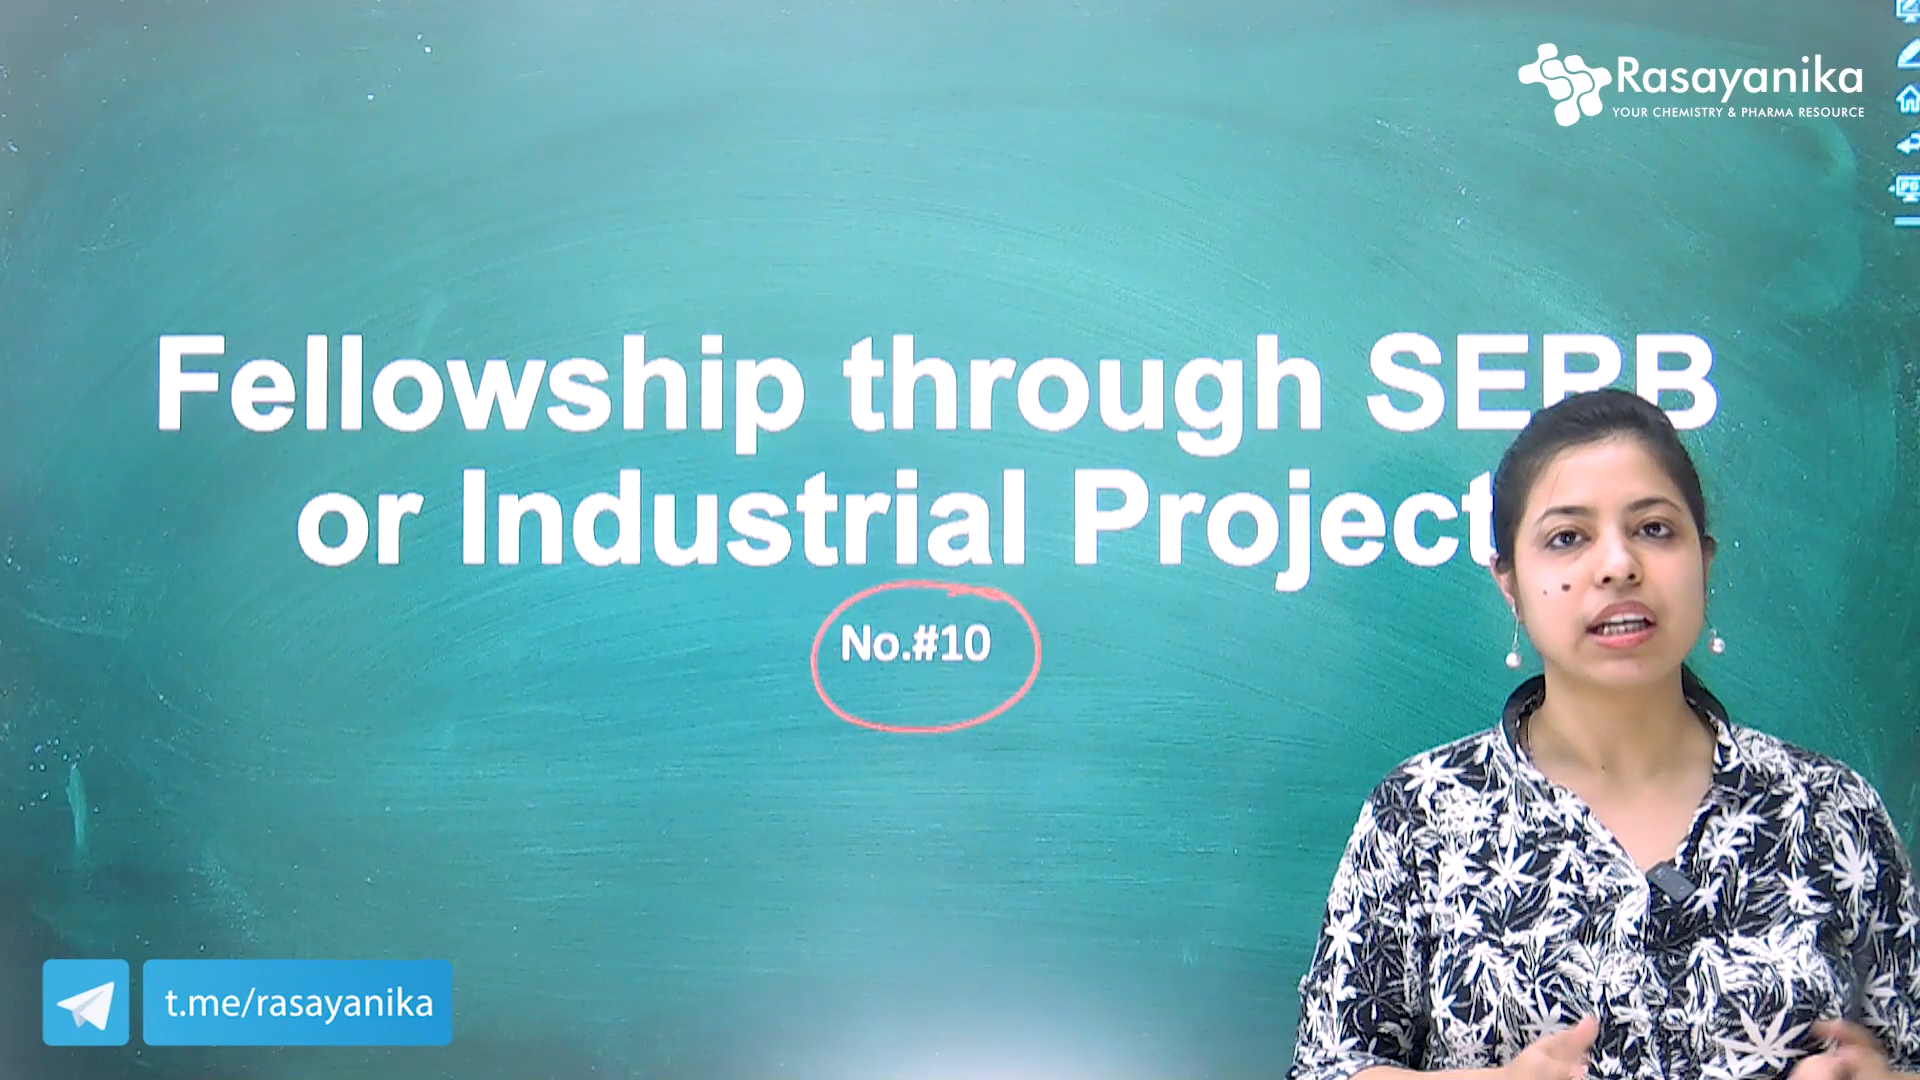 Rasayanika
YOUR CHEMISTRY & PHARMA RESOURCE
Fellowship through SERB
or Industrial Project
No.#10
t.me/rasayanika